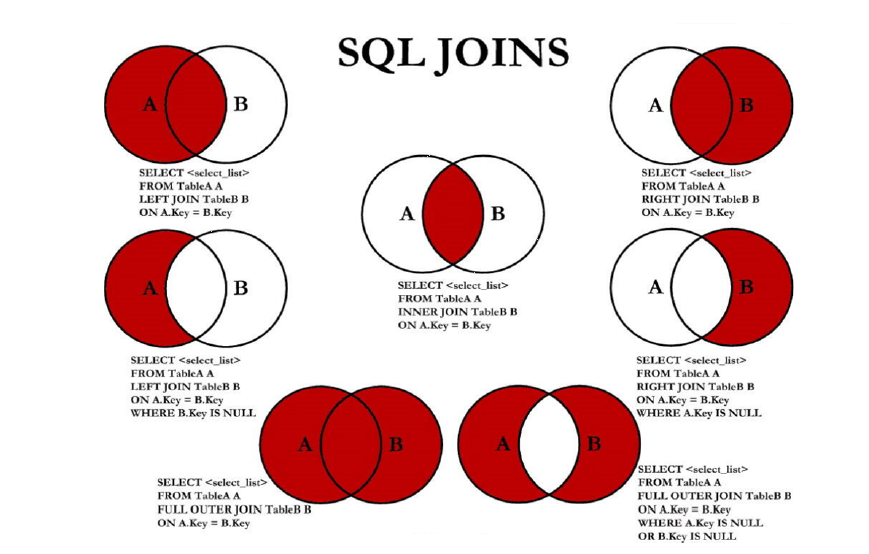 SQL JOINS
A B
SELECT <select_list>
FROM TableA A
LEFT JOIN TableB B
ON A.Key = B.Key
A B
SELECT <select_list>
FROM TableA A
RIGHT JOIN TableB B
ON A.Key = B.Key
A B
SELECT <select_list>
FROM TableA A
INNER JOIN TableB B
ON A.Key = B.Key
A B
SELECT <select_list>
FROM TableA A
LEFT JOIN TableB B
ON A.Key = B.Key
WHERE B.Key IS NULL
A B
SELECT <select_list>
FROM TableA A
RIGHT JOIN TableB B
ON A.Key = B.Key
WHERE A.Key IS NULL
A B
SELECT <select_list>
FROM TableA A
FULL OUTER JOIN TableB B
ON A.Key = B.Key
A B
SELECT <select_list>
FROM TableA A
FULL OUTER JOIN TableB B
ON A.Key = B.Key
WHERE A.Key IS NULL
OR B.Key IS NULL